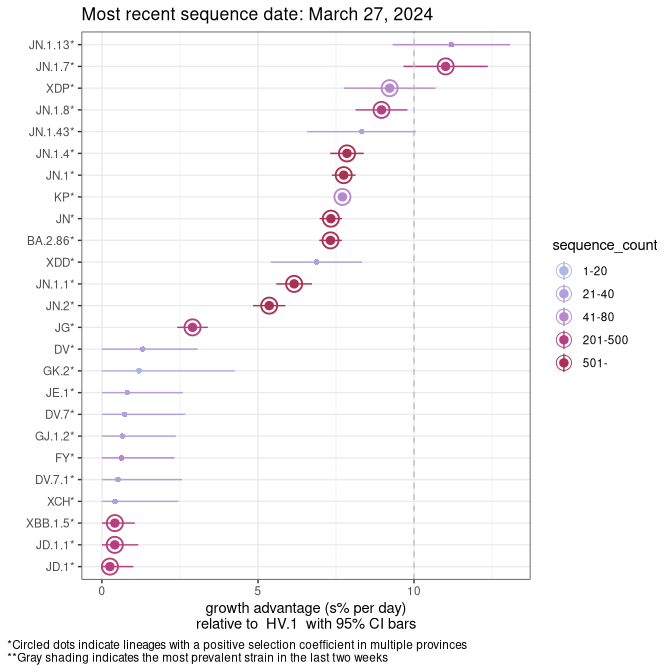 Most recent sequence date: March 27, 2024
JN.1.13*
JN.1.7*
XDP*
JN.1.8*
JN.1.43*
JN.1.4*
JN.1*
KP*
JN*
BA.2.86*
XDD*
JN.1.1*
JN.2*
JG*
DV*
GK.2*
JE.1*
DV.7*
GJ.1.2*
FY*
DV.7.1*
XCH*
XBB.1.5*
JD.1.1*
JD.1*
0 5 10
growth advantage (s% per day)
relative to HV.1 with 95% CI bars
sequence_count
1-20
21-40
41-80
201-500
501-
*Circled dots indicate lineages with a positive selection coefficient in multiple provinces
**Gray shading indicates the most prevalent strain in the last two weeks